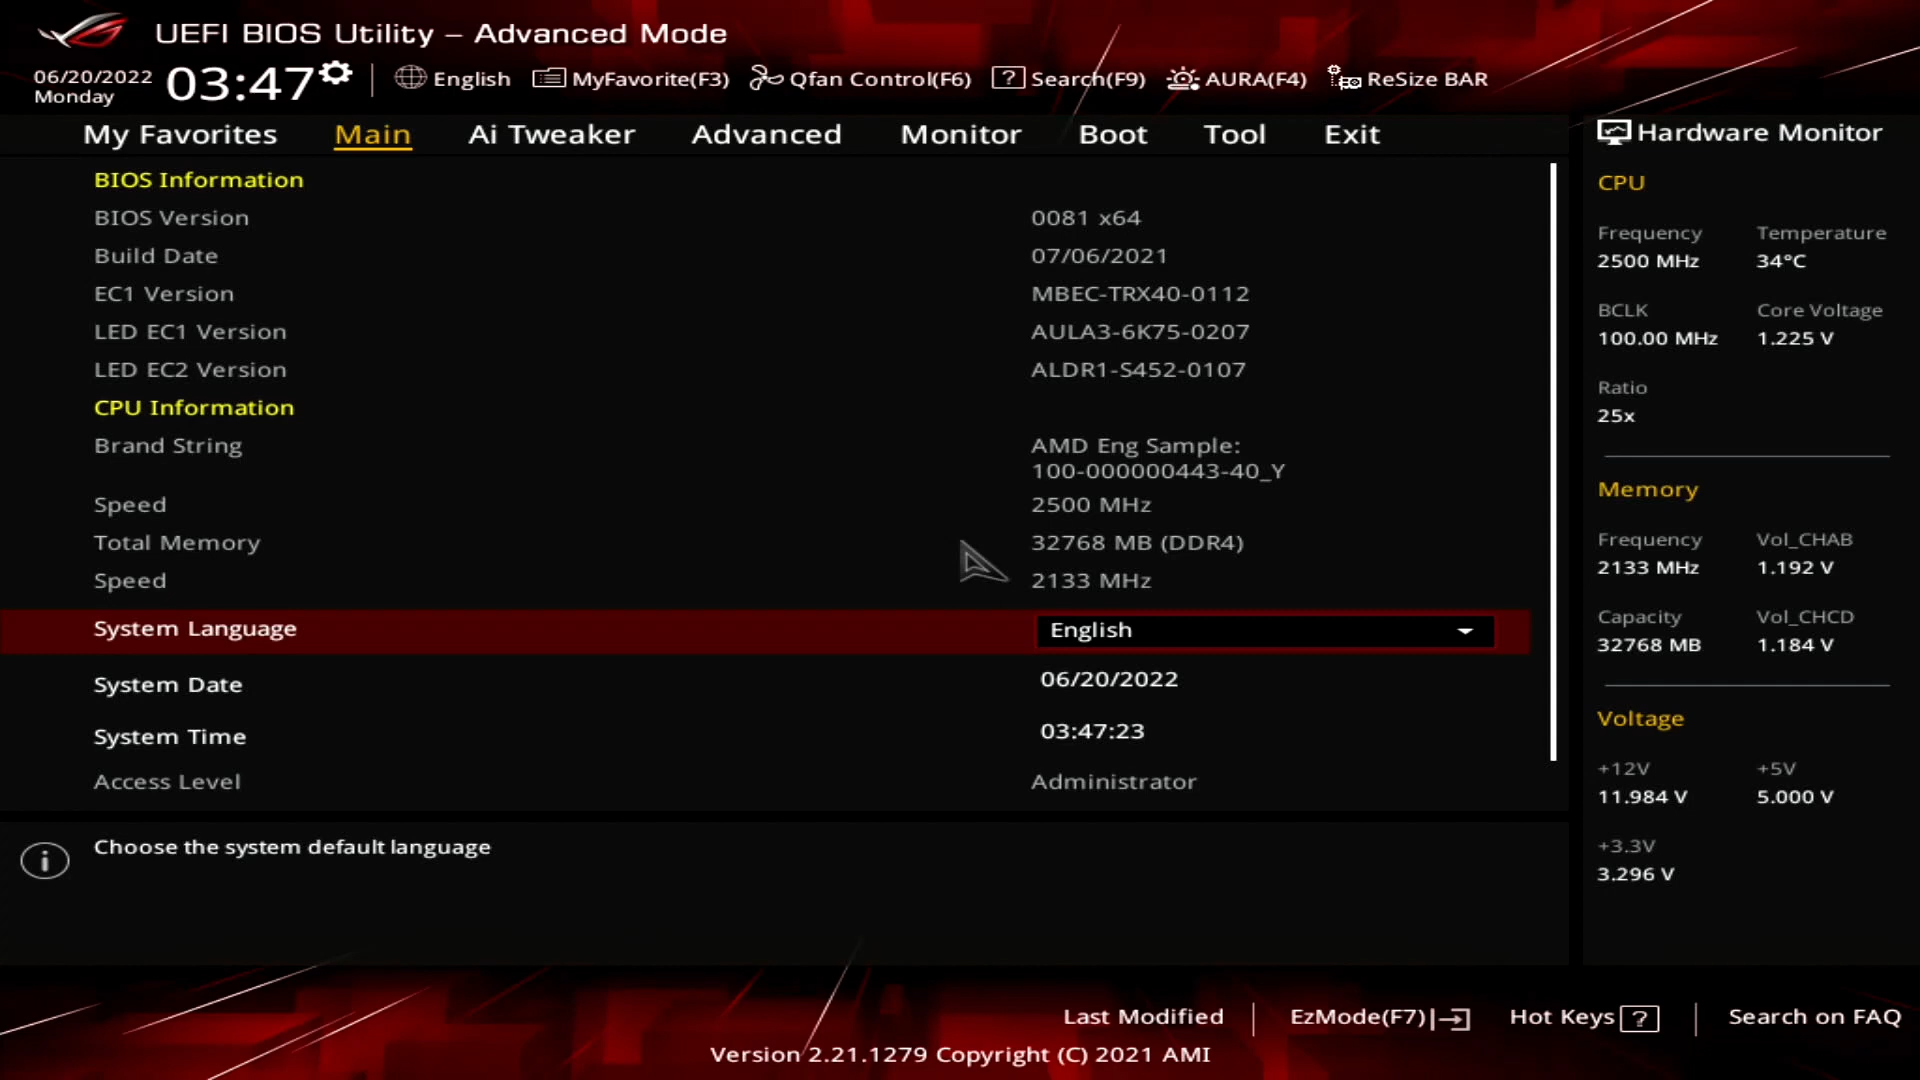 UEFI BIOS Utility – Advanced Mode
06/20/2022
Monday
03:47
English
MyFavorite(F3)
Qfan Control(F6)
? Search(F9)
AURA(F4)
ReSize BAR
My Favorites
Main
Ai Tweaker
Advanced
Monitor
Boot
Tool
Exit
BIOS Information
BIOS Version 0081 x64
Build Date 07/06/2021
EC1 Version MBEC-TRX40-0112
LED EC1 Version AULA3-6K75-0207
LED EC2 Version ALDR1-S452-0107
CPU Information
Brand String AMD Eng Sample:
100-000000443-40_Y
Speed 2500 MHz
Total Memory 32768 MB (DDR4)
Speed 2133 MHz
System Language English
System Date 06/20/2022
System Time 03:47:23
Access Level Administrator
i Choose the system default language
Hardware Monitor
CPU
Frequency Temperature
2500 MHz 34°C
BCLK Core Voltage
100.00 MHz 1.225 V
Ratio
25x
Memory
Frequency Vol_CHAB
2133 MHz 1.192 V
Capacity Vol_CHCD
32768 MB 1.184 V
Voltage
+12V +5V
11.984 V 5.000 V
+3.3V
3.296 V
Last Modified
EzMode(F7)
Hot Keys ?
Search on FAQ
Version 2.21.1279 Copyright (C) 2021 AMI